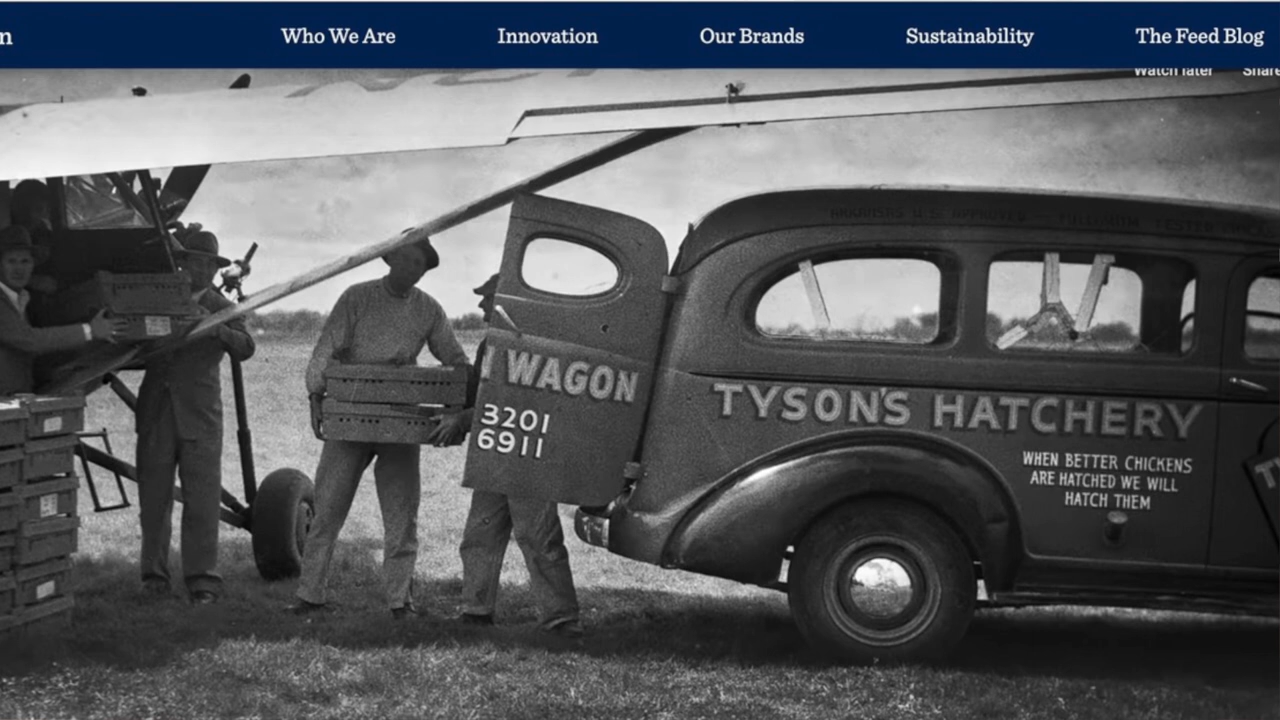 n
Who We Are
Innovation
Our Brands
Sustainability
The Feed Blog
Watch later
Share
WAGON
3201
6911
TYSON'S HATCHERY
WHEN BETTER CHICKENS
ARE HATCHED WE WILL
HATCH THEM